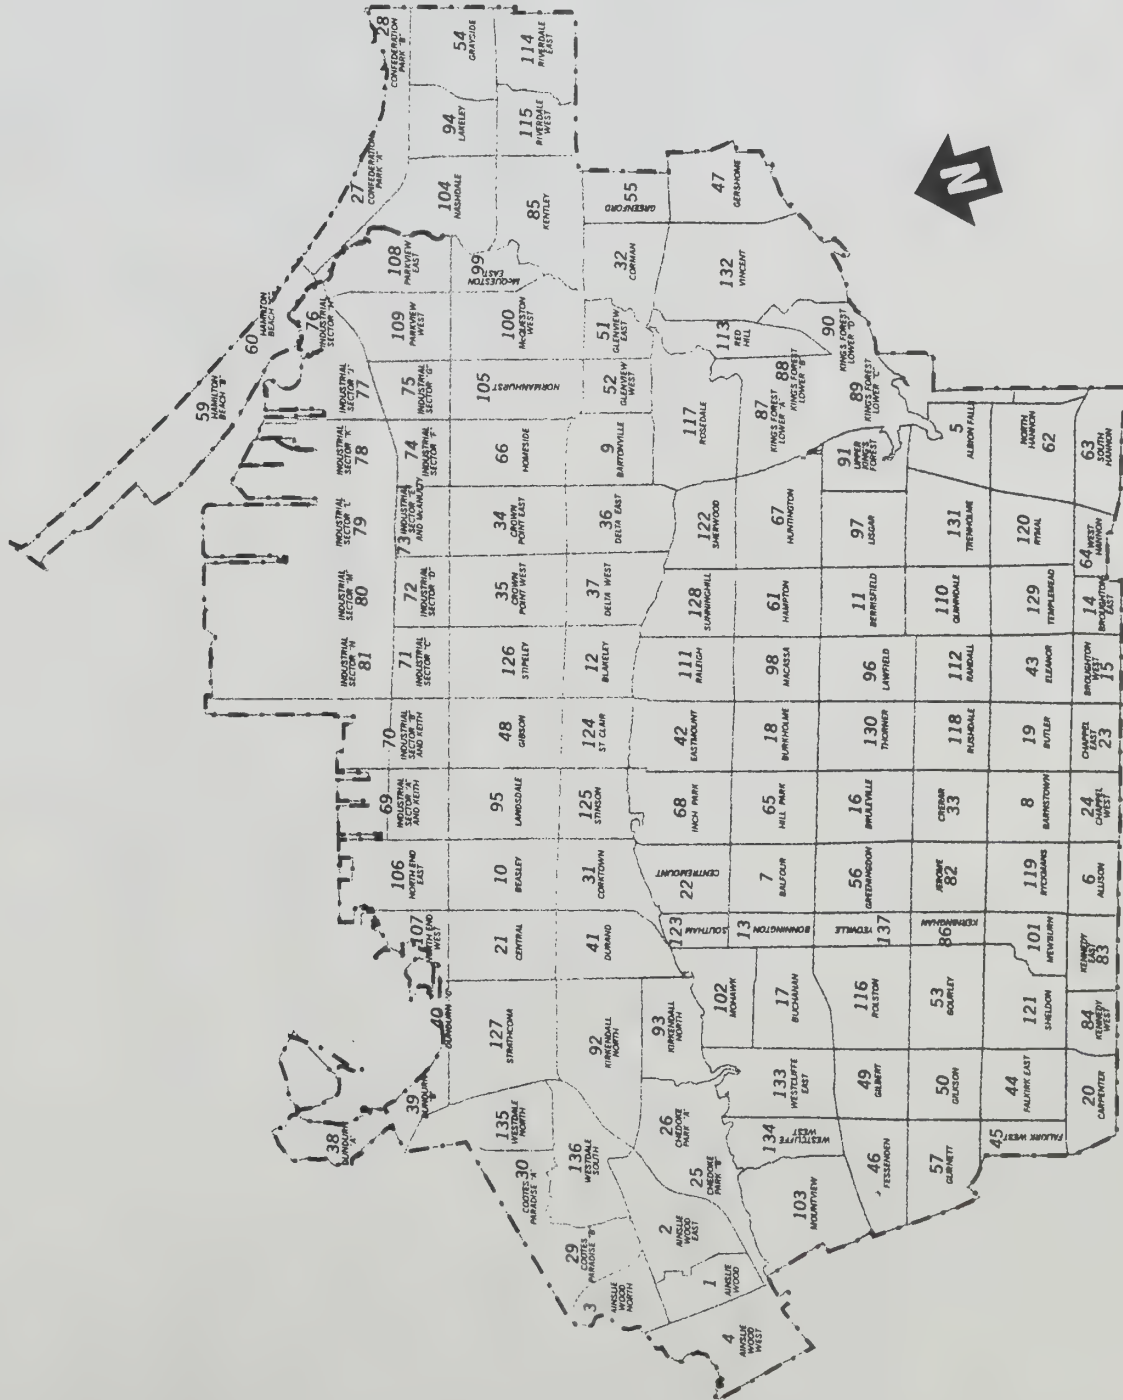 28
CONFEDERATION
PARK "B"
54
GRAYSIDE
114
RIVERDALE
EAST
94
LAKELEY
115
RIVERDALE
WEST
27
CONFEDERATION
PARK "A"
104
NASHDALE
85
KENTLEY
55
GREENFORD
47
GERSHOME
108
PARKVIEW
EAST
99
McQUESTON
EAST
32
CORMAN
132
VINCENT
60
HAMILTON
BEACH "C"
76
INDUSTRIAL
SECTOR "H"
109
PARKVIEW
WEST
100
McQUESTON
WEST
51
GLENVIEW
EAST
113
RED
HILL
90
KING'S FOREST
LOWER "D"
59
HAMILTON
BEACH "B"
INDUSTRIAL
SECTOR "J"
77
75
INDUSTRIAL
SECTOR "G"
105
NORMANHURST
52
GLENVIEW
WEST
88
KING'S FOREST
LOWER "B"
89
KING'S FOREST
LOWER "C"
INDUSTRIAL
SECTOR "K"
78
74
INDUSTRIAL
SECTOR "F"
66
HOMESIDE
9
BARTONVILLE
117
ROSEDALE
87
KING'S FOREST
LOWER "A"
91
UPPER
KING'S
FOREST
5
ALBION FALLS
NORTH
HANNON
62
63
SOUTH
HANNON
INDUSTRIAL
SECTOR "L"
79
73
INDUSTRIAL
SECTOR "E"
AND McANULTY
34
CROWN
POINT EAST
36
DELTA EAST
122
SHERWOOD
67
HUNTINGTON
97
LISGAR
131
TRENHOLME
120
RYMAL
64
WEST
HANNON
INDUSTRIAL
SECTOR "M"
80
72
INDUSTRIAL
SECTOR "D"
35
CROWN
POINT WEST
37
DELTA WEST
128
SUNNINGHILL
61
HAMPTON
11
BERRISFIELD
110
QUINNDALE
129
TEMPLEMEAD
14
BROUGHTON
EAST
INDUSTRIAL
SECTOR "N"
81
71
INDUSTRIAL
SECTOR "C"
126
STIPELEY
12
BLAKELEY
111
RALEIGH
98
MACASSA
96
LAWFIELD
112
RANDALL
43
ELEANOR
BROUGHTON
WEST
15
70
INDUSTRIAL
SECTOR "B"
AND KEITH
48
GIBSON
124
ST CLAIR
42
EASTMOUNT
18
BURKHOLME
130
THORNER
118
RUSHDALE
19
BUTLER
CHAPPEL
EAST
23
69
INDUSTRIAL
SECTOR "A"
AND KEITH
95
LANDSDALE
125
STINSON
68
INCH PARK
65
HILL PARK
16
BRULEVILLE
CRERAR
33
8
BARNSTOWN
24
CHAPPEL
WEST
106
NORTH END
EAST
10
BEASLEY
31
CORKTOWN
22
CENTREMOUNT
7
BALFOUR
56
GREENINGDON
JEROME
82
119
RYCKMANS
6
ALLISON
107
NORTH END
WEST
21
CENTRAL
41
DURAND
123
SOUTHAM
13
BONNINGTON
YEOVILLE
137
KERNIGHAN
86
101
MEWBURN
KENNEDY
EAST
83
40
DUNDURN "C"
127
STRATHCONA
92
KIRKENDALL
NORTH
93
KIRKENDALL
NORTH
102
MOHAWK
17
BUCHANAN
116
ROLSTON
53
GOURLEY
121
SHELDON
84
KENNEDY
WEST
39
DUNDURN
"B"
38
DUNDURN
"A"
135
WESTDALE
NORTH
136
WESTDALE
SOUTH
26
CHEDOKE
PARK "A"
133
WESTCLIFFE
EAST
49
GILBERT
50
GILKSON
44
FALKIRK EAST
20
CARPENTER
134
WESTCLIFFE
WEST
30
COOTES
PARADISE "A"
25
CHEDOKE
PARK "B"
46
FESSENDEN
57
GURNETT
45
FALKIRK WEST
29
COOTES
PARADISE "B"
2
AINSLIE
WOOD
EAST
103
MOUNTVIEW
3
AINSLIE
WOOD
NORTH
1
AINSLIE
WOOD
4
AINSLIE
WOOD
WEST
N